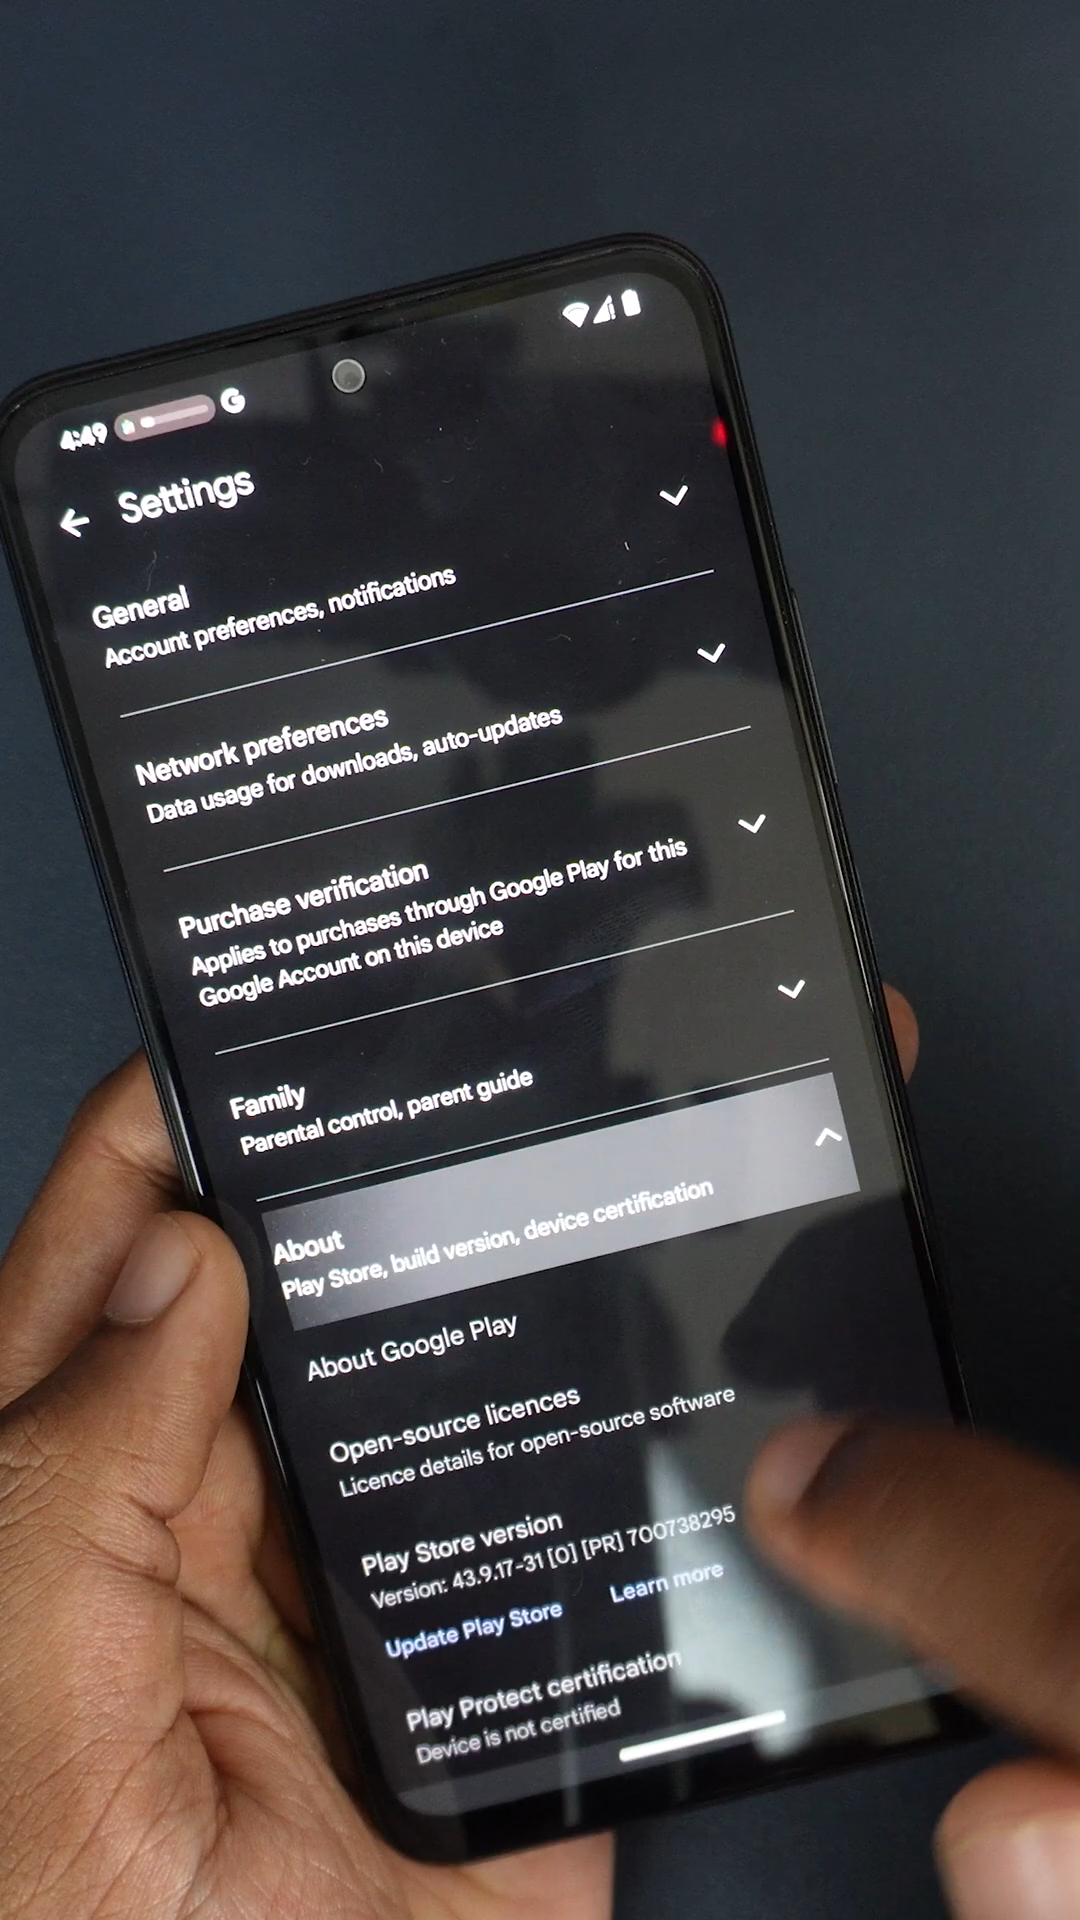 4:49 G
Settings
General
Account preferences, notifications
Network preferences
Data usage for downloads, auto-updates
Purchase verification
Applies to purchases through Google Play for this
Google Account on this device
Family
Parental control, parent guide
About
Play Store, build version, device certification
About Google Play
Open-source licences
Licence details for open-source software
Play Store version
Version: 43.9.17-31 [0] [PR] 700738295
Update Play Store Learn more
Play Protect certification
Device is not certified